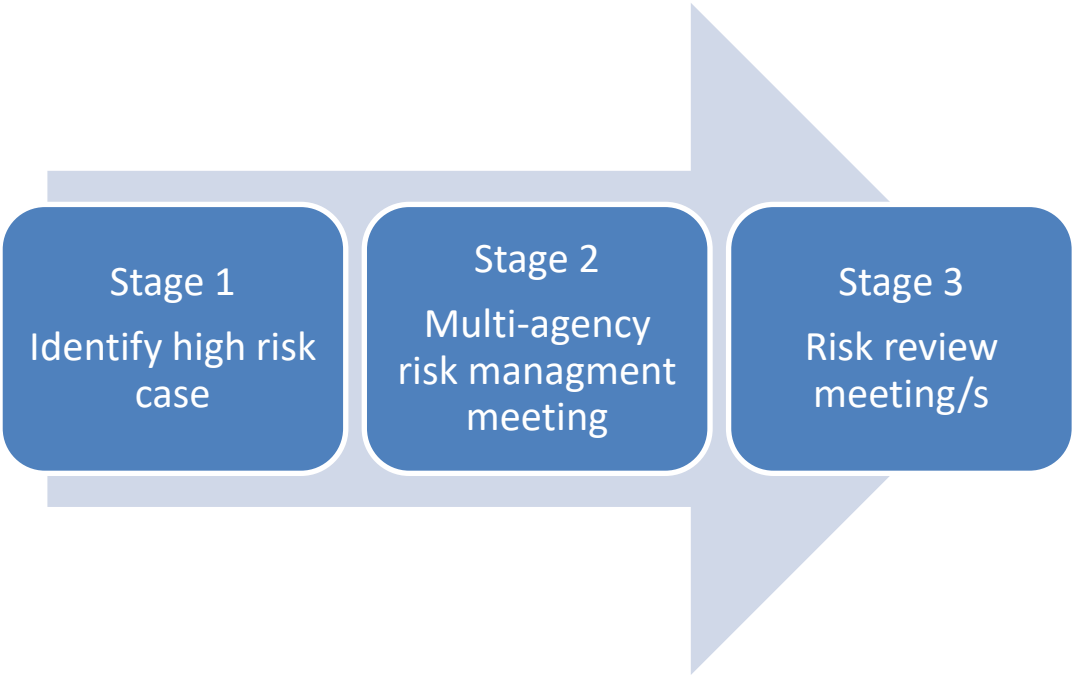 Stage 1
Identify high risk
case
Stage 2
Multi-agency
risk managment
meeting
Stage 3
Risk review
meeting/s